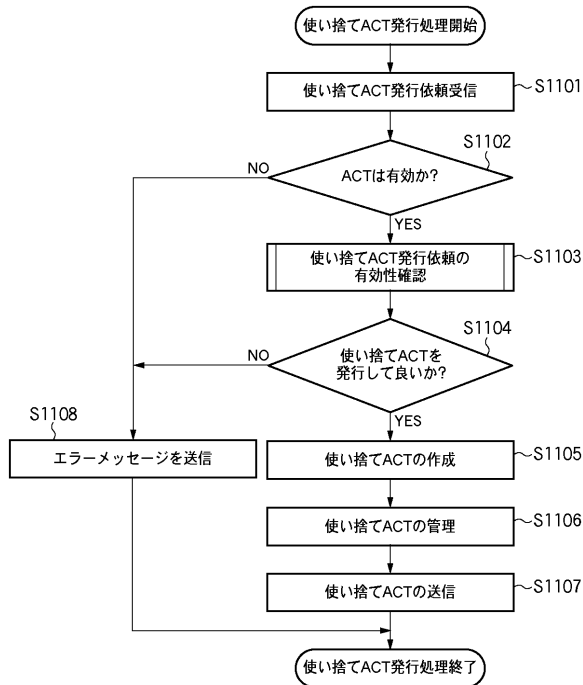 使い捨てACT発行処理開始
使い捨てACT発行依頼受信
S1101
S1102
ACTは有効か?
NO
YES
使い捨てACT発行依頼の
有効性確認
S1103
S1104
使い捨てACTを
発行して良いか?
NO
YES
S1108
エラーメッセージを送信
使い捨てACTの作成
S1105
使い捨てACTの管理
S1106
使い捨てACTの送信
S1107
使い捨てACT発行処理終了